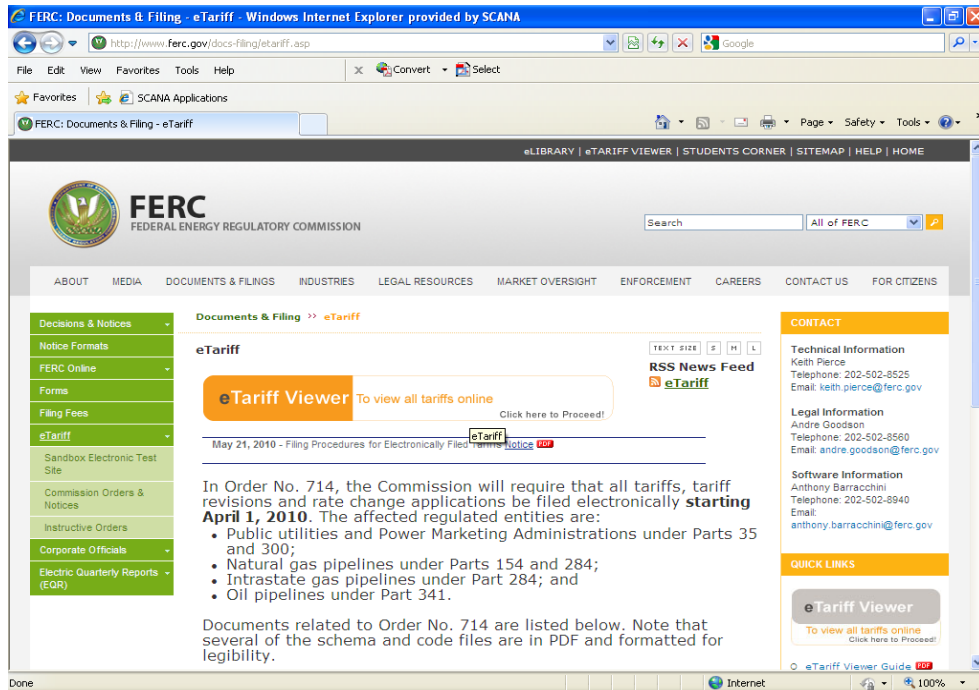 FERC: Documents & Filing - eTariff - Windows Internet Explorer provided by SCANA
http://www.ferc.gov/docs-filing/etariff.asp
Google
File Edit View Favorites Tools Help
x Convert Select
Favorites SCANA Applications
FERC: Documents & Filing - eTariff
Page Safety Tools
eLIBRARY | eTARIFF VIEWER | STUDENTS CORNER | SITEMAP | HELP | HOME
FERC
FEDERAL ENERGY REGULATORY COMMISSION
Search
All of FERC
ABOUT MEDIA DOCUMENTS & FILINGS INDUSTRIES LEGAL RESOURCES MARKET OVERSIGHT ENFORCEMENT CAREERS CONTACT US FOR CITIZENS
Decisions & Notices
Notice Formats
FERC Online
Forms
Filing Fees
eTariff
Sandbox Electronic Test
Site
Commission Orders &
Notices
Instructive Orders
Corporate Officials
Electric Quarterly Reports
(EQR)
Documents & Filing >> eTariff
eTariff
TEXT SIZE S M L
RSS News Feed
eTariff
eTariff Viewer To view all tariffs online
Click here to Proceed!
eTariff
May 21, 2010 - Filing Procedures for Electronically Filed Tariffs Notice PDF
In Order No. 714, the Commission will require that all tariffs, tariff
revisions and rate change applications be filed electronically starting
April 1, 2010. The affected regulated entities are:
• Public utilities and Power Marketing Administrations under Parts 35
and 300;
• Natural gas pipelines under Parts 154 and 284;
• Intrastate gas pipelines under Part 284; and
• Oil pipelines under Part 341.
Documents related to Order No. 714 are listed below. Note that
several of the schema and code files are in PDF and formatted for
legibility.
CONTACT
Technical Information
Keith Pierce
Telephone: 202-502-8525
Email: keith.pierce@ferc.gov
Legal Information
Andre Goodson
Telephone: 202-502-8560
Email: andre.goodson@ferc.gov
Software Information
Anthony Barracchini
Telephone: 202-502-8940
Email:
anthony.barracchini@ferc.gov
QUICK LINKS
eTariff Viewer
To view all tariffs online
Click here to Proceed!
eTariff Viewer Guide PDF
Done
Internet
100%